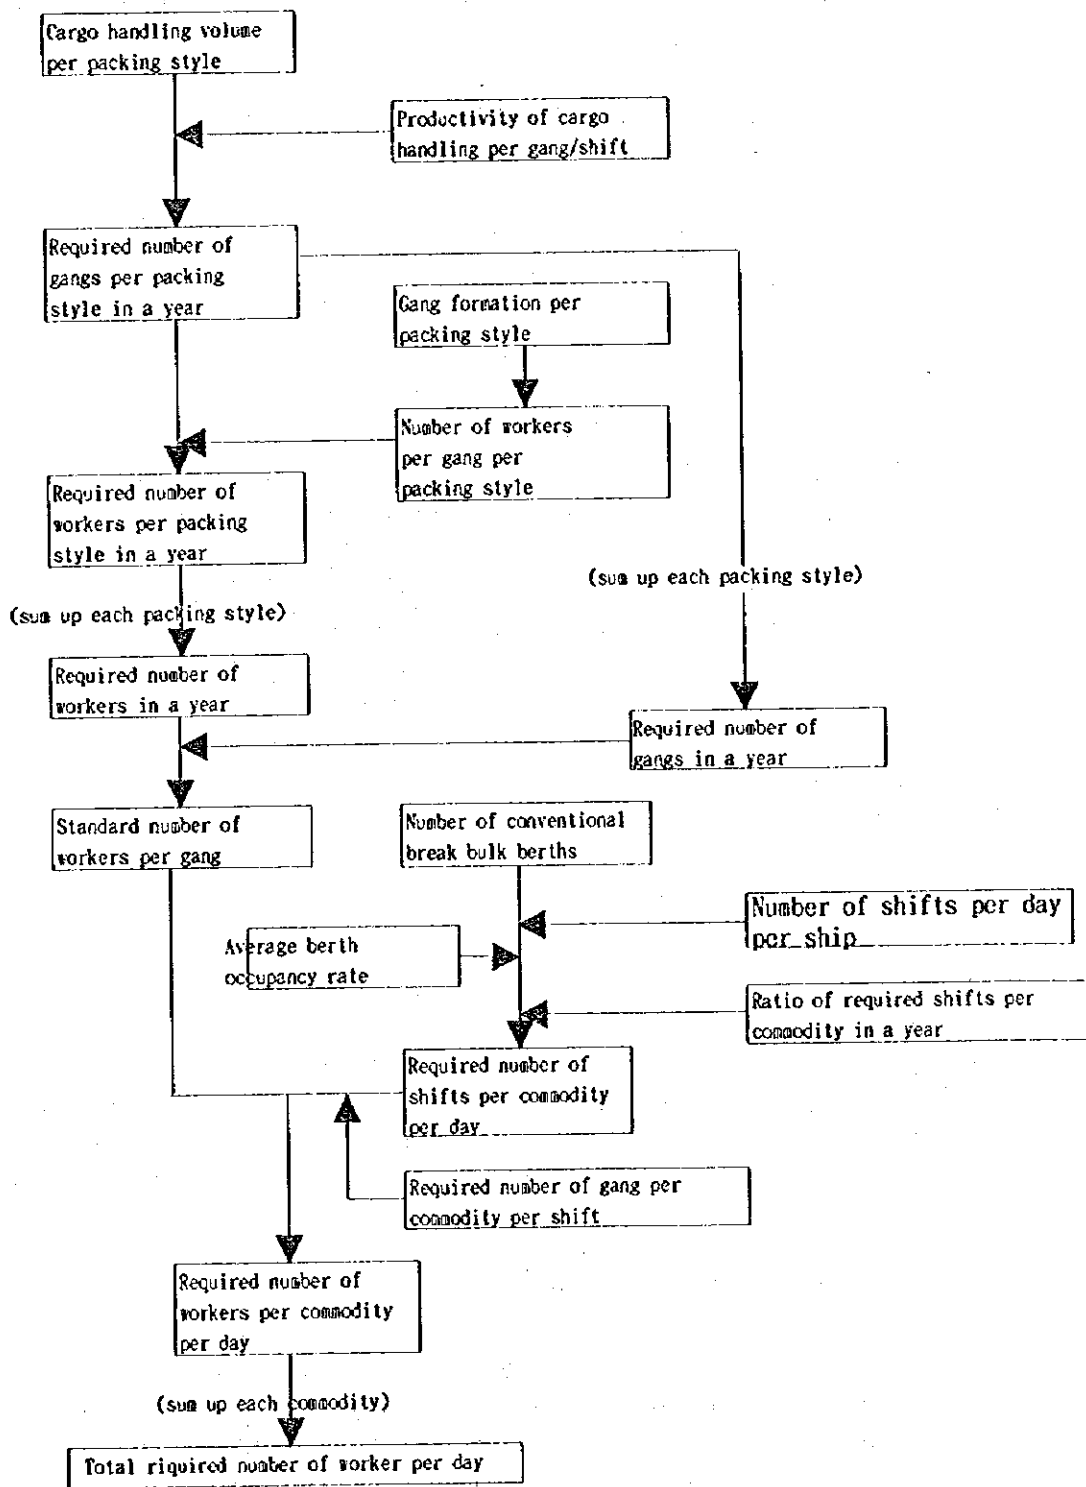 Cargo handling volume
per packing style
Productivity of cargo
handling per gang/shift
Required number of
gangs per packing
style in a year
Gang formation per
packing style
Number of workers
per gang per
packing style
Required number of
workers per packing
style in a year
(sum up each packing style)
(sum up each packing style)
Required number of
workers in a year
Required number of
gangs in a year
Standard number of
workers per gang
Number of conventional
break bulk berths
Number of shifts per day
per ship
Average berth
occupancy rate
Ratio of required shifts per
commodity in a year
Required number of
shifts per commodity
per day
Required number of gang per
commodity per shift
Required number of
workers per commodity
per day
(sum up each commodity)
Total riquired number of worker per day